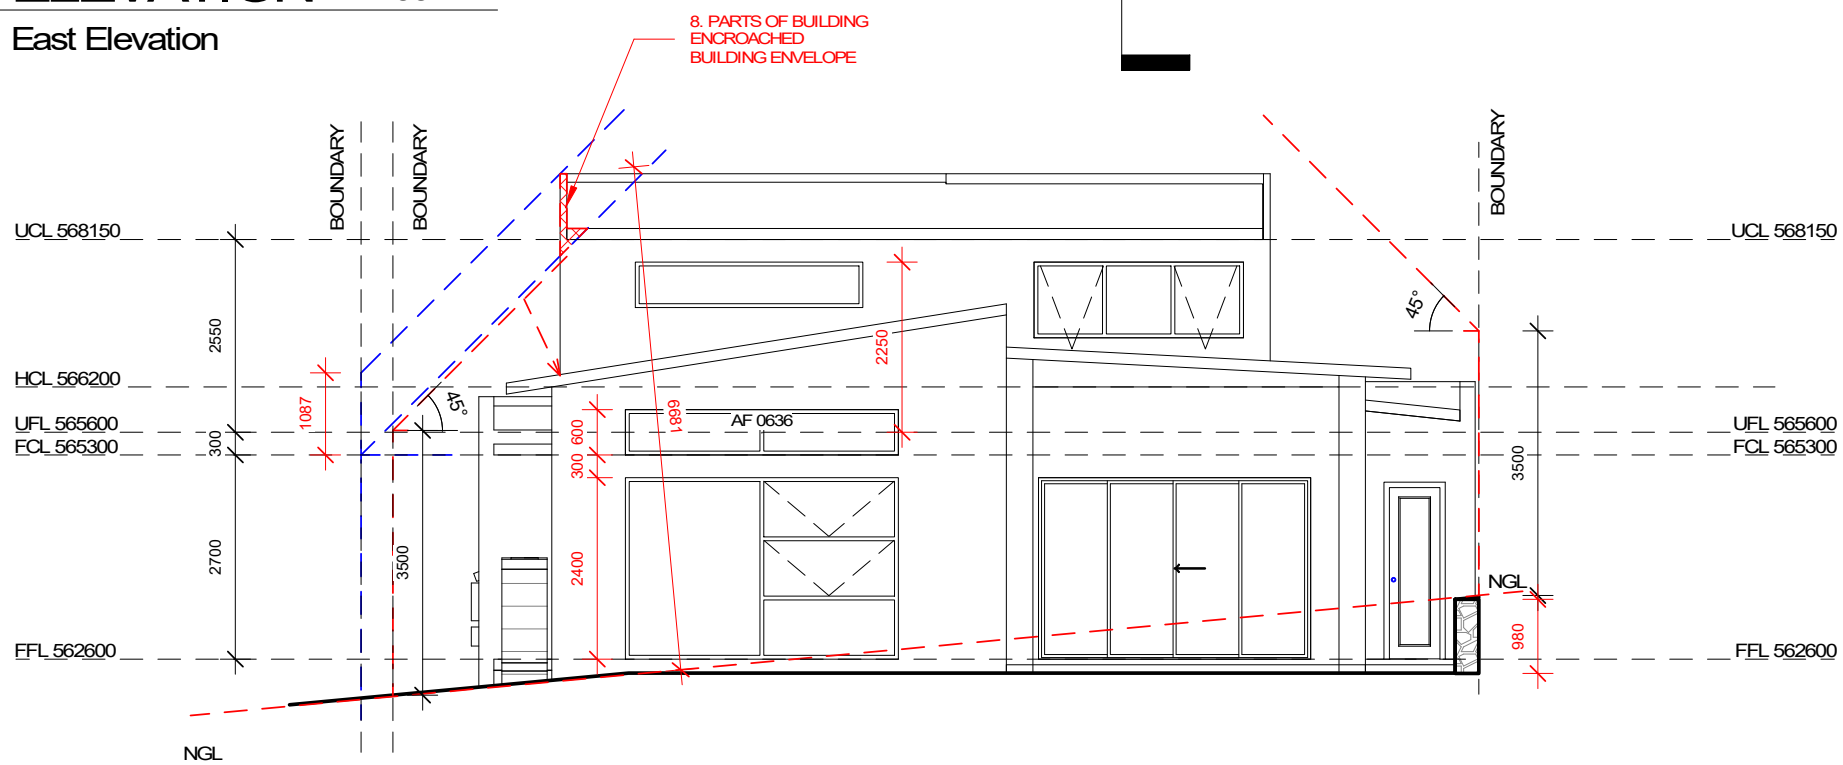 East Elevation
8. PARTS OF BUILDING
ENCROACHED
BUILDING ENVELOPE
BOUNDARY
BOUNDARY
BOUNDARY
UCL 568150
UCL 568150
45°
2550
2250
HCL 566200
1087
45°
6681
600
AF 0636
UFL 565600
UFL 565600
300
FCL 565300
FCL 565300
300
3500
2700
3500
2400
NGL
980
FFL 562600
FFL 562600
NGL